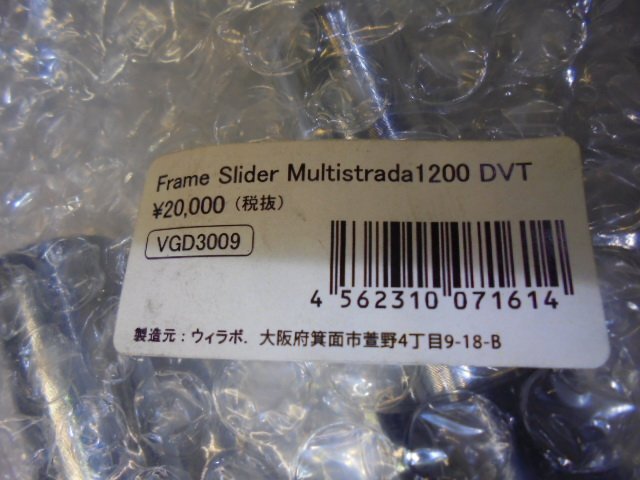 Frame Slider Multistrada1200 DVT
¥20,000 (税抜)
VGD3009
4 562310 071614
製造元：ウィラボ．大阪府箕面市萱野4丁目9-18-B